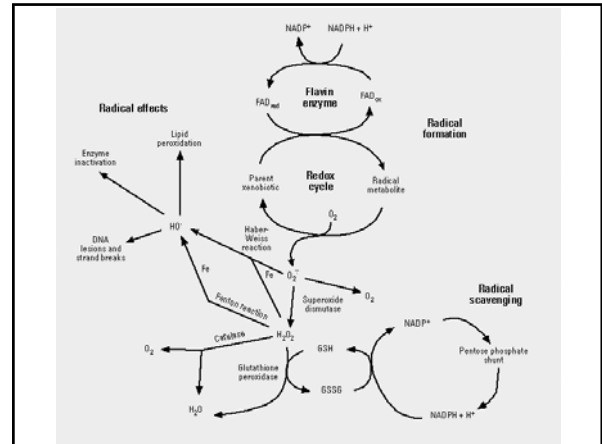 NADP⁺
NADPH + H⁺
FAD_red
Flavin
enzyme
FAD_ox
Radical effects
Radical
formation
Lipid
peroxidation
Enzyme
inactivation
Parent
xenobiotic
Redox
cycle
Radical
metabolite
O₂
HO·
Haber-
Weiss
reaction
DNA
lesions and
strand breaks
Fe
Fe
O₂⁻
O₂
Superoxide
dismutase
Radical
scavenging
Fenton reaction
Catalase
H₂O₂
GSH
NADP⁺
Pentose phosphate
shunt
O₂
Glutathione
peroxidase
GSSG
H₂O
NADPH + H⁺